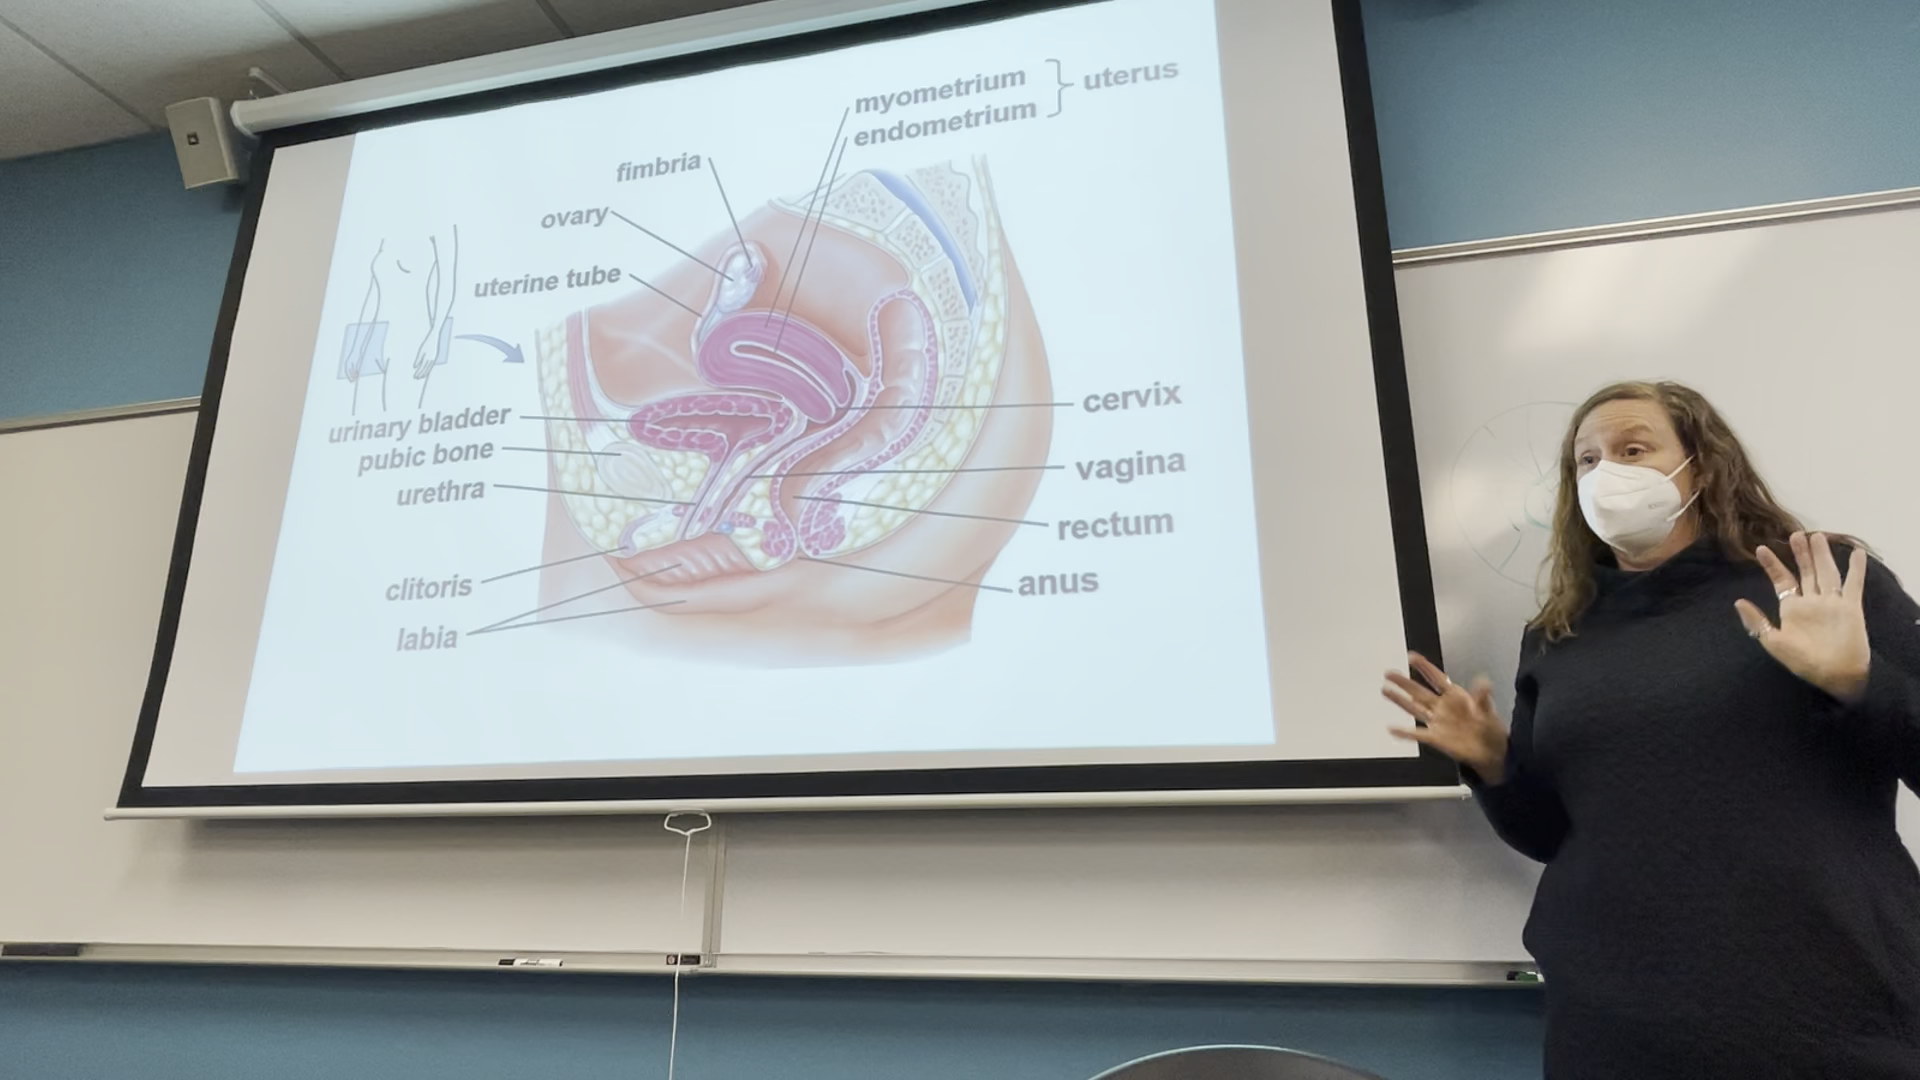 myometrium
endometrium
uterus
fimbria
ovary
uterine tube
urinary bladder
pubic bone
urethra
clitoris
labia
cervix
vagina
rectum
anus